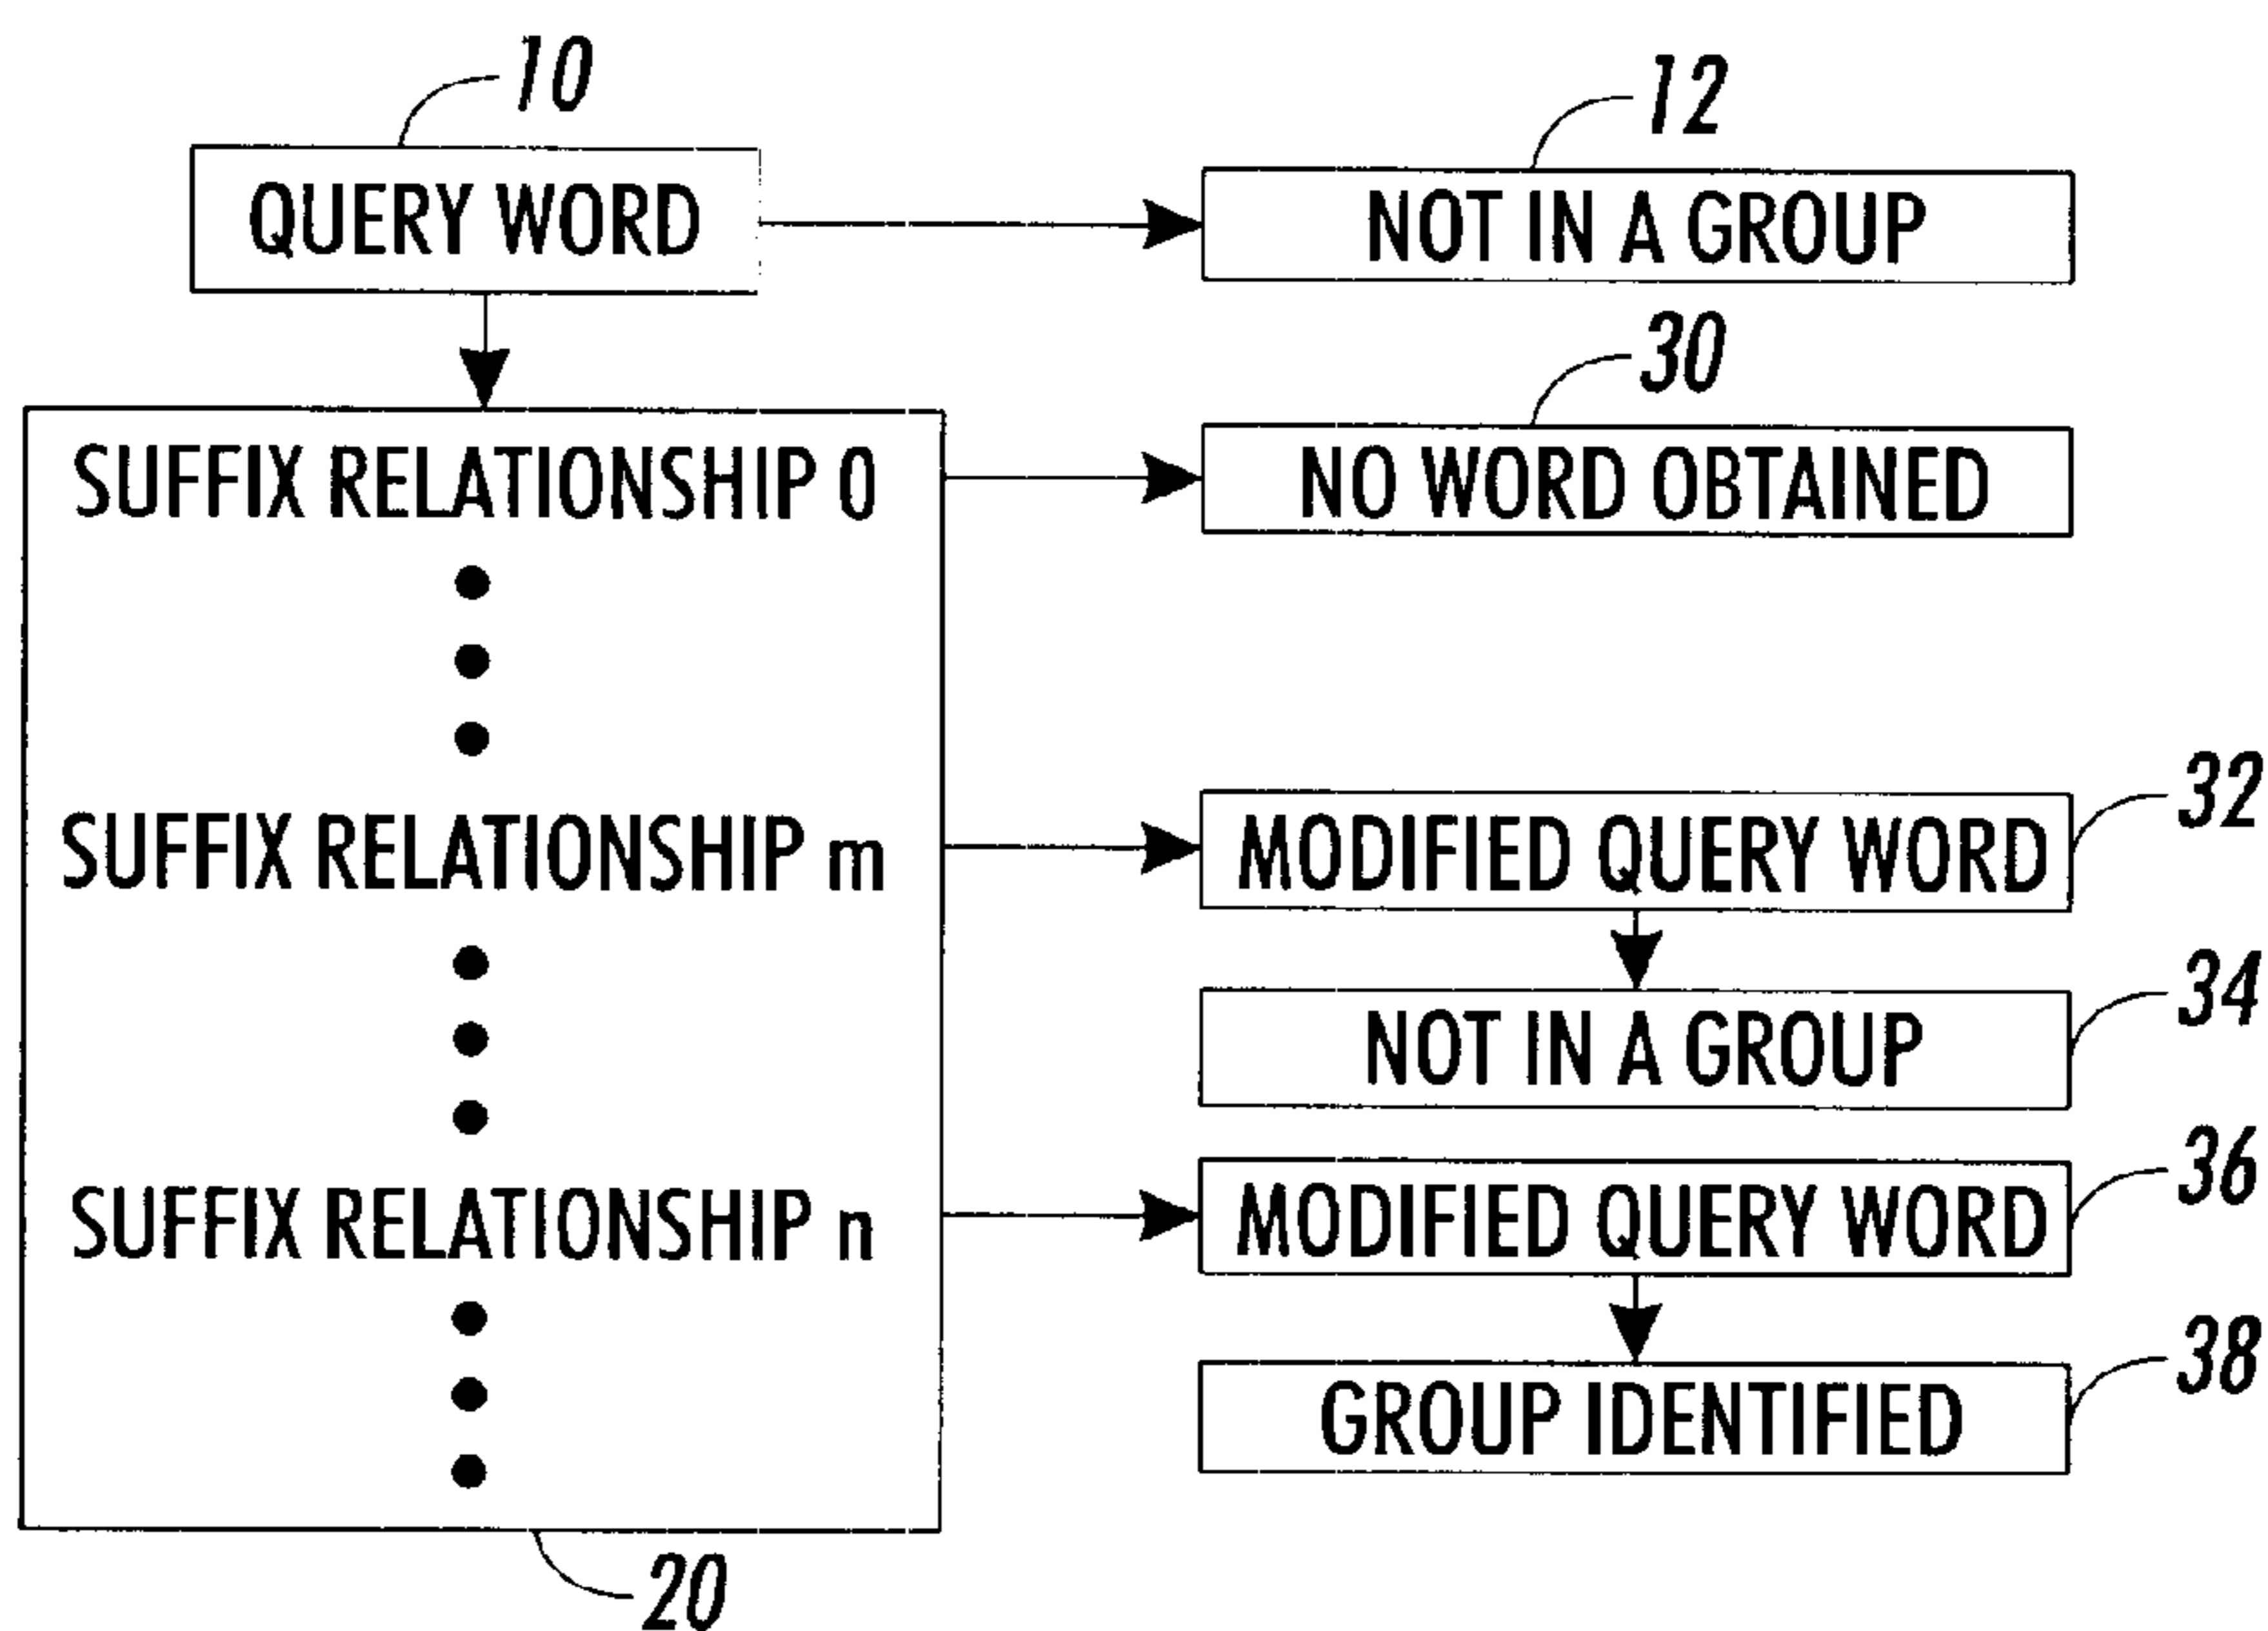 10
12
QUERY WORD
NOT IN A GROUP
30
SUFFIX RELATIONSHIP 0
NO WORD OBTAINED
32
SUFFIX RELATIONSHIP m
MODIFIED QUERY WORD
34
NOT IN A GROUP
36
SUFFIX RELATIONSHIP n
MODIFIED QUERY WORD
38
GROUP IDENTIFIED
20